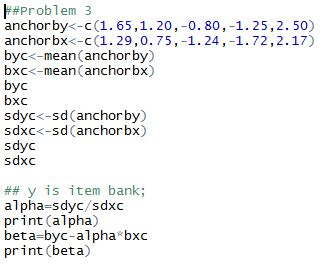 ##Problem 3
anchorby<-c(1.65,1.20,-0.80,-1.25,2.50)
anchorbx<-c(1.29,0.75,-1.24,-1.72,2.17)
byc<-mean(anchorby)
bxc<-mean(anchorbx)
byc
bxc
sdyc<-sd(anchorby)
sdxc<-sd(anchorbx)
sdyc
sdxc
## y is item bank;
alpha=sdyc/sdxc
print(alpha)
beta=byc-alpha*bxc
print(beta)